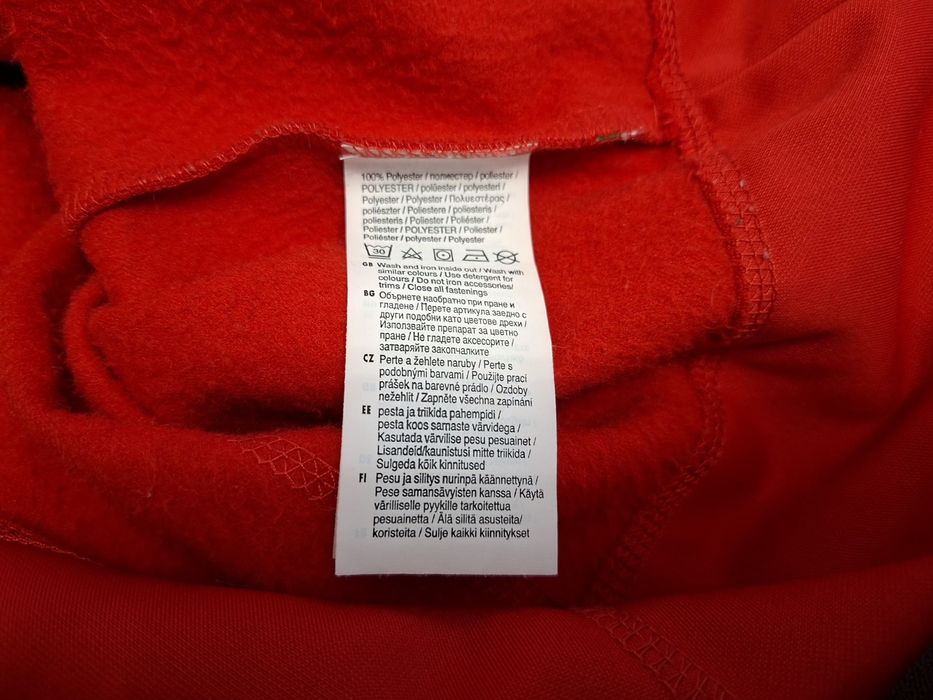 100% Polyester / полиестер / poliester /
POLYESTER / polüester / polyesteri /
Polyester / Polyester / Πολυεστέρας /
poliészter / Poliestere / poliesteris /
poliesteris / Poliester / Poliéster /
Poliester / POLYESTER / Poliester /
Poliéster / polyester / Polyester
30
GB Wash and iron inside out / Wash with
similar colours / Use detergent for
colours / Do not iron accessories/
trims / Close all fastenings
BG Обърнете наобратно при пране и
гладене / Перете артикула заедно с
други подобни като цветове дрехи /
Използвайте препарат за цветно
пране / Не гладете аксесорите /
затваряйте закопчалките
CZ Perte a žehlete naruby / Perte s
podobnými barvami / Použijte prací
prášek na barevné prádlo / Ozdoby
nežehlit / Zapněte všechna zapínání
EE pesta ja triikida pahempidi /
pesta koos samaste värvidega /
Kasutada värvilise pesu pesuainet /
Lisandeid/kaunistusi mitte triikida /
Sulgeda kõik kinnitused
FI Pesu ja silitys nurinpä käännettynä /
Pese samansävyisten kanssa / Käytä
värilliselle pyykille tarkoitettua
pesuainetta / Älä silitä asusteita/
koristeita / Sulje kaikki kiinnitykset